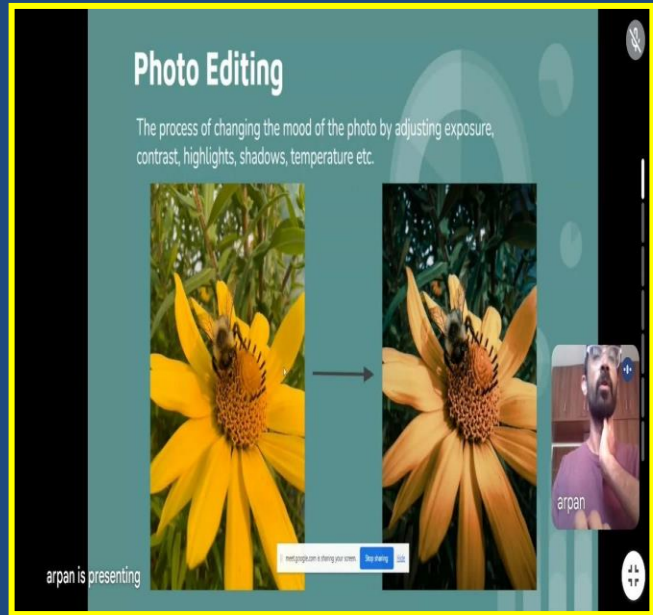 Photo Editing
The process of changing the mood of the photo by adjusting exposure,
contrast, highlights, shadows, temperature etc.
arpan
meet.google.com is sharing your screen. Stop sharing Hide
arpan is presenting